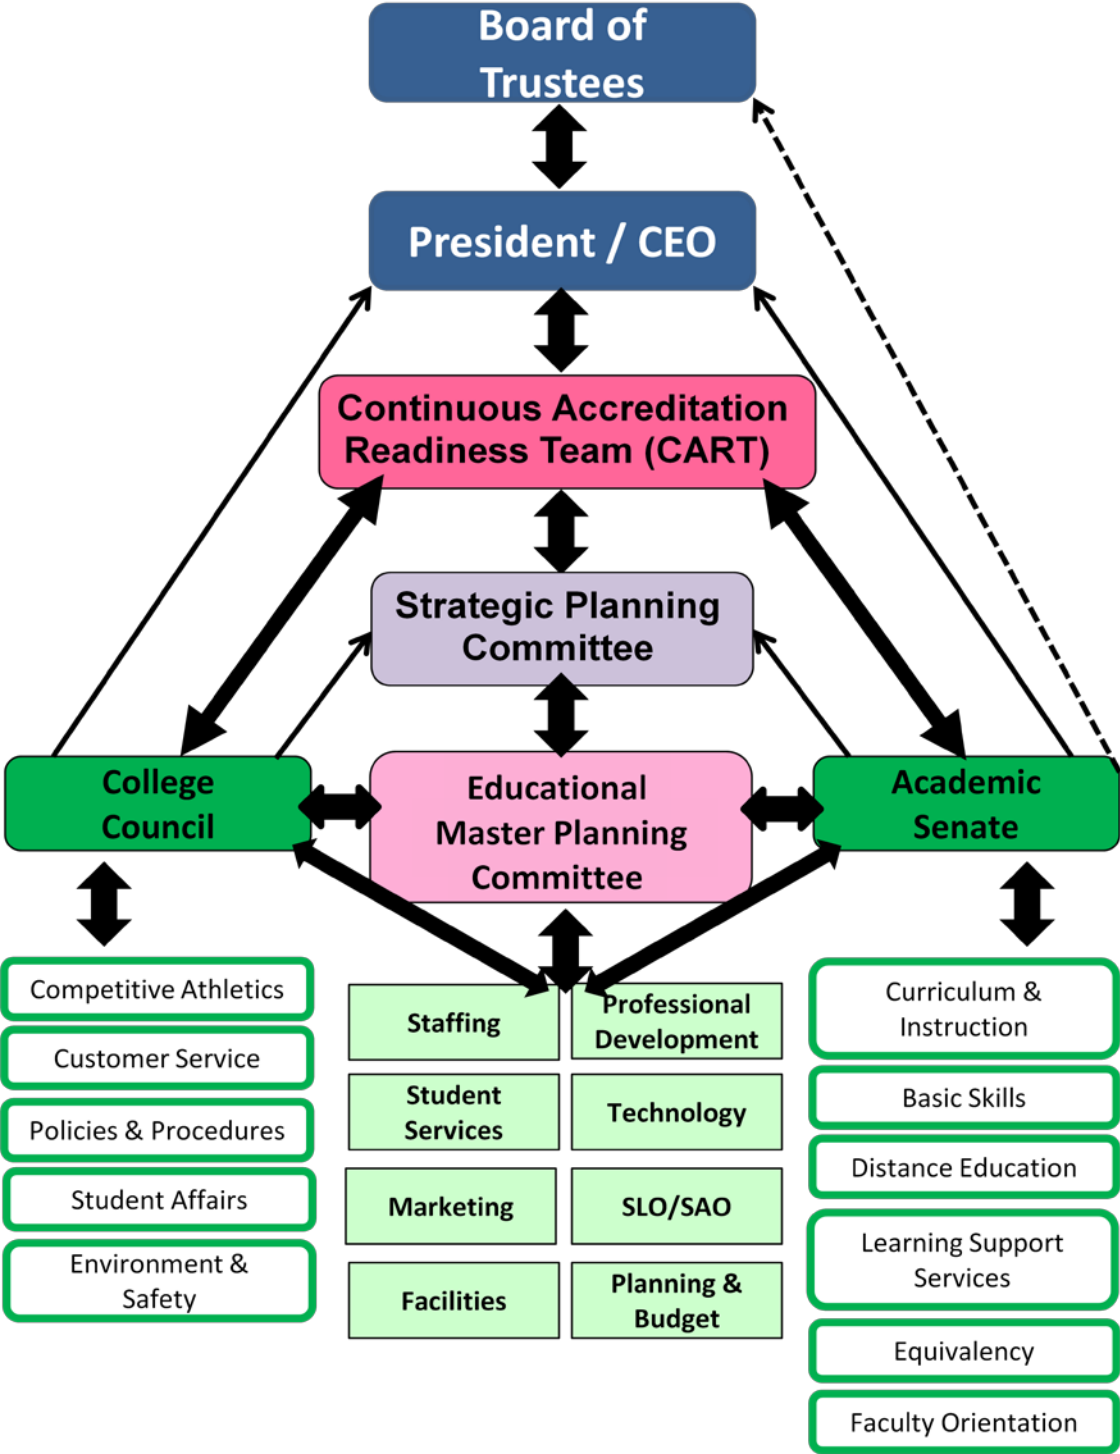 Board of
Trustees
President / CEO
Continuous Accreditation
Readiness Team (CART)
Strategic Planning
Committee
College
Council
Educational
Master Planning
Committee
Academic
Senate
Competitive Athletics
Customer Service
Policies & Procedures
Student Affairs
Environment &
Safety
Staffing
Professional
Development
Student
Services
Technology
Marketing
SLO/SAO
Facilities
Planning &
Budget
Curriculum &
Instruction
Basic Skills
Distance Education
Learning Support
Services
Equivalency
Faculty Orientation